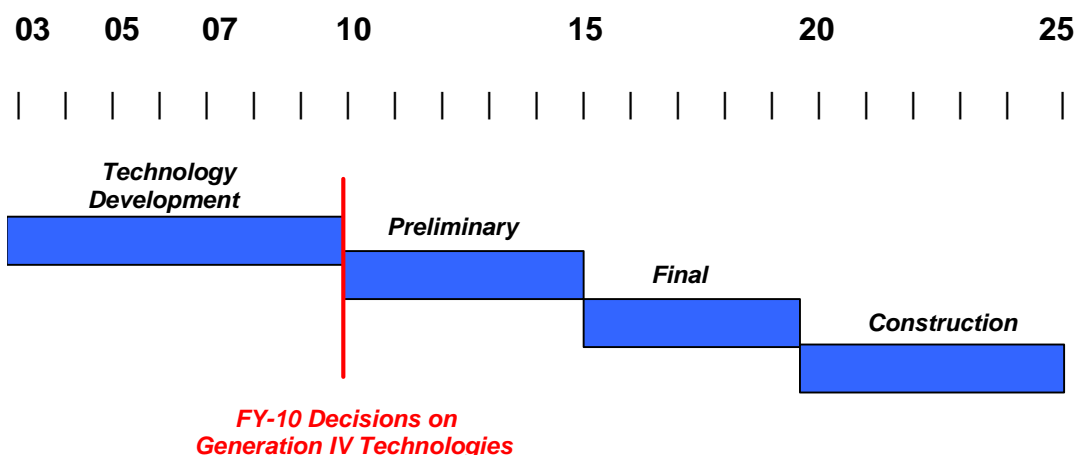 03 05 07 10 15 20 25
Technology
Development
Preliminary
Final
Construction
FY-10 Decisions on
Generation IV Technologies